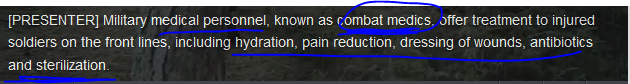 [PRESENTER] Military medical personnel, known as combat medics, offer treatment to injured
soldiers on the front lines, including hydration, pain reduction, dressing of wounds, antibiotics
and sterilization.